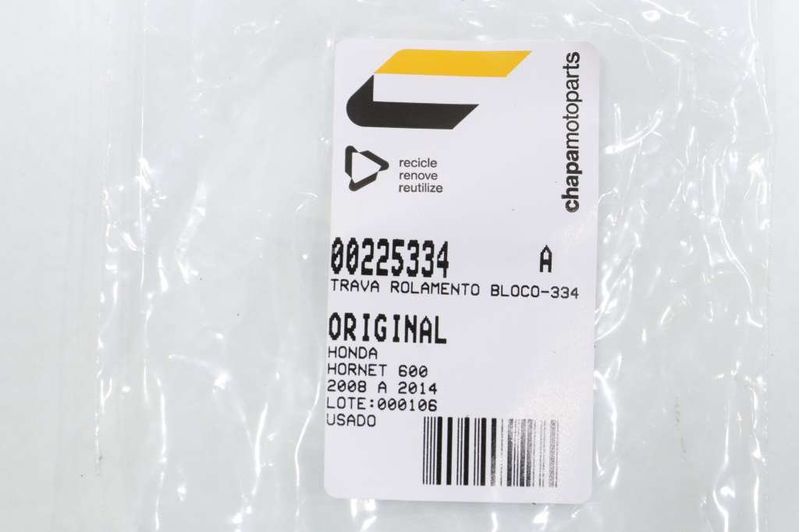 chapamotoparts
recicle
renove
reutilize
00225334 A
TRAVA ROLAMENTO BLOCO-334
ORIGINAL
HONDA
HORNET 600
2008 A 2014
LOTE:000106
USADO